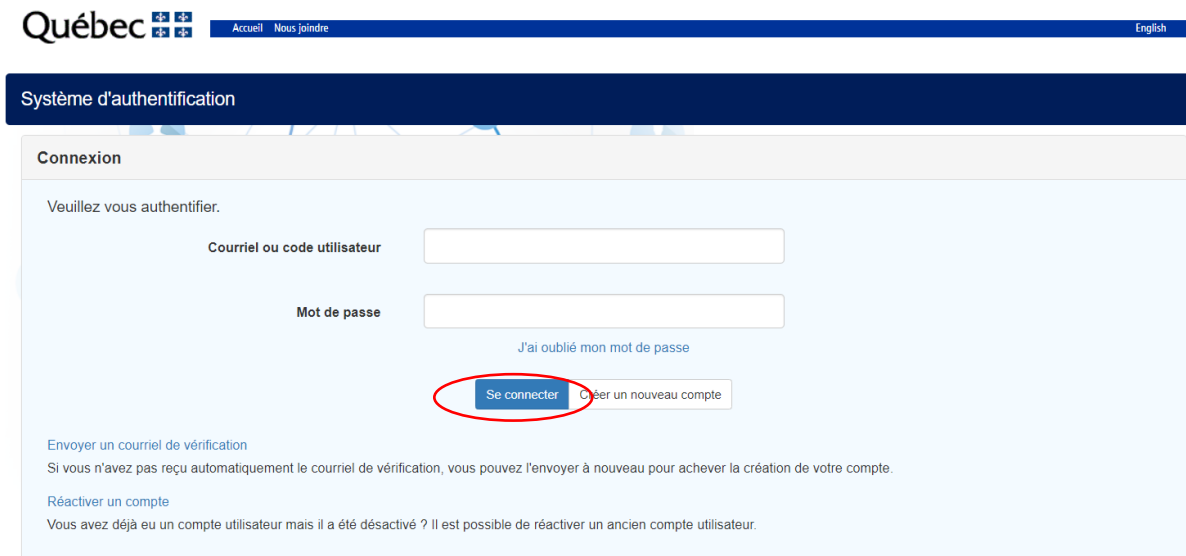 Québec
Accueil Nous joindre English
Système d'authentification
Connexion
Veuillez vous authentifier.
Courriel ou code utilisateur
Mot de passe
J'ai oublié mon mot de passe
Se connecter Créer un nouveau compte
Envoyer un courriel de vérification
Si vous n'avez pas reçu automatiquement le courriel de vérification, vous pouvez l'envoyer à nouveau pour achever la création de votre compte.
Réactiver un compte
Vous avez déjà eu un compte utilisateur mais il a été désactivé ? Il est possible de réactiver un ancien compte utilisateur.